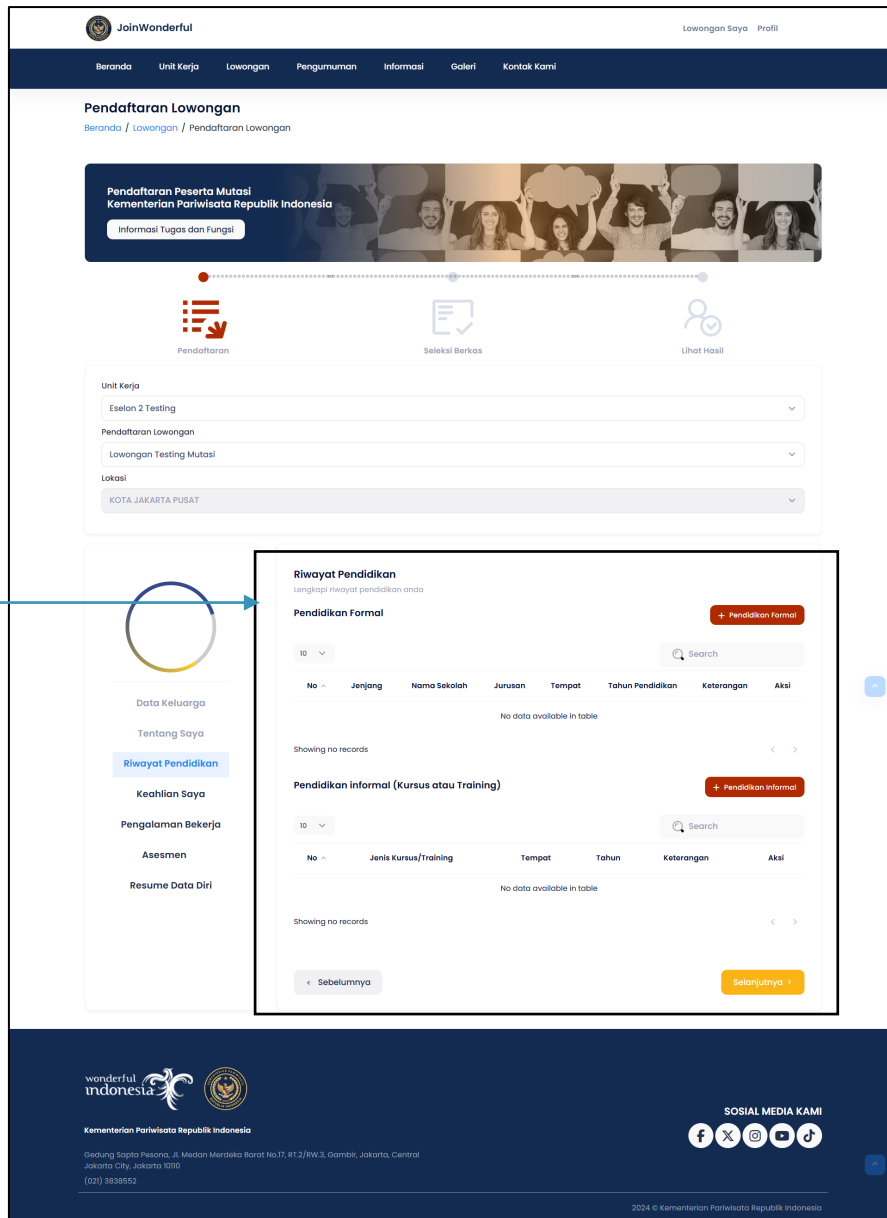 JoinWonderful
Lowongan Saya Profil
Beranda Unit Kerja Lowongan Pengumuman Informasi Galeri Kontak Kami
Pendaftaran Lowongan
Beranda / Lowongan / Pendaftaran Lowongan
Pendaftaran Peserta Mutasi
Kementerian Pariwisata Republik Indonesia
Informasi Tugas dan Fungsi
Pendaftaran Seleksi Berkas Lihat Hasil
Unit Kerja
Eselon 2 Testing
Pendaftaran Lowongan
Lowongan Testing Mutasi
Lokasi
KOTA JAKARTA PUSAT
Data Keluarga
Tentang Saya
Riwayat Pendidikan
Keahlian Saya
Pengalaman Bekerja
Asesmen
Resume Data Diri
Riwayat Pendidikan
Lengkapi riwayat pendidikan anda
Pendidikan Formal
+ Pendidikan Formal
10
Search
No Jenjang Nama Sekolah Jurusan Tempat Tahun Pendidikan Keterangan Aksi
No data available in table
Showing no records
< >
Pendidikan informal (Kursus atau Training)
+ Pendidikan Informal
10
Search
No Jenis Kursus/Training Tempat Tahun Keterangan Aksi
No data available in table
Showing no records
< >
< Sebelumnya
Selanjutnya >
wonderful
indonesia
Kementerian Pariwisata Republik Indonesia
Gedung Sapta Pesona, Jl. Medan Merdeka Barat No.17, RT.2/RW.3, Gambir, Jakarta, Central
Jakarta City, Jakarta 10110
(021) 3838552
SOSIAL MEDIA KAMI
2024 © Kementerian Pariwisata Republik Indonesia